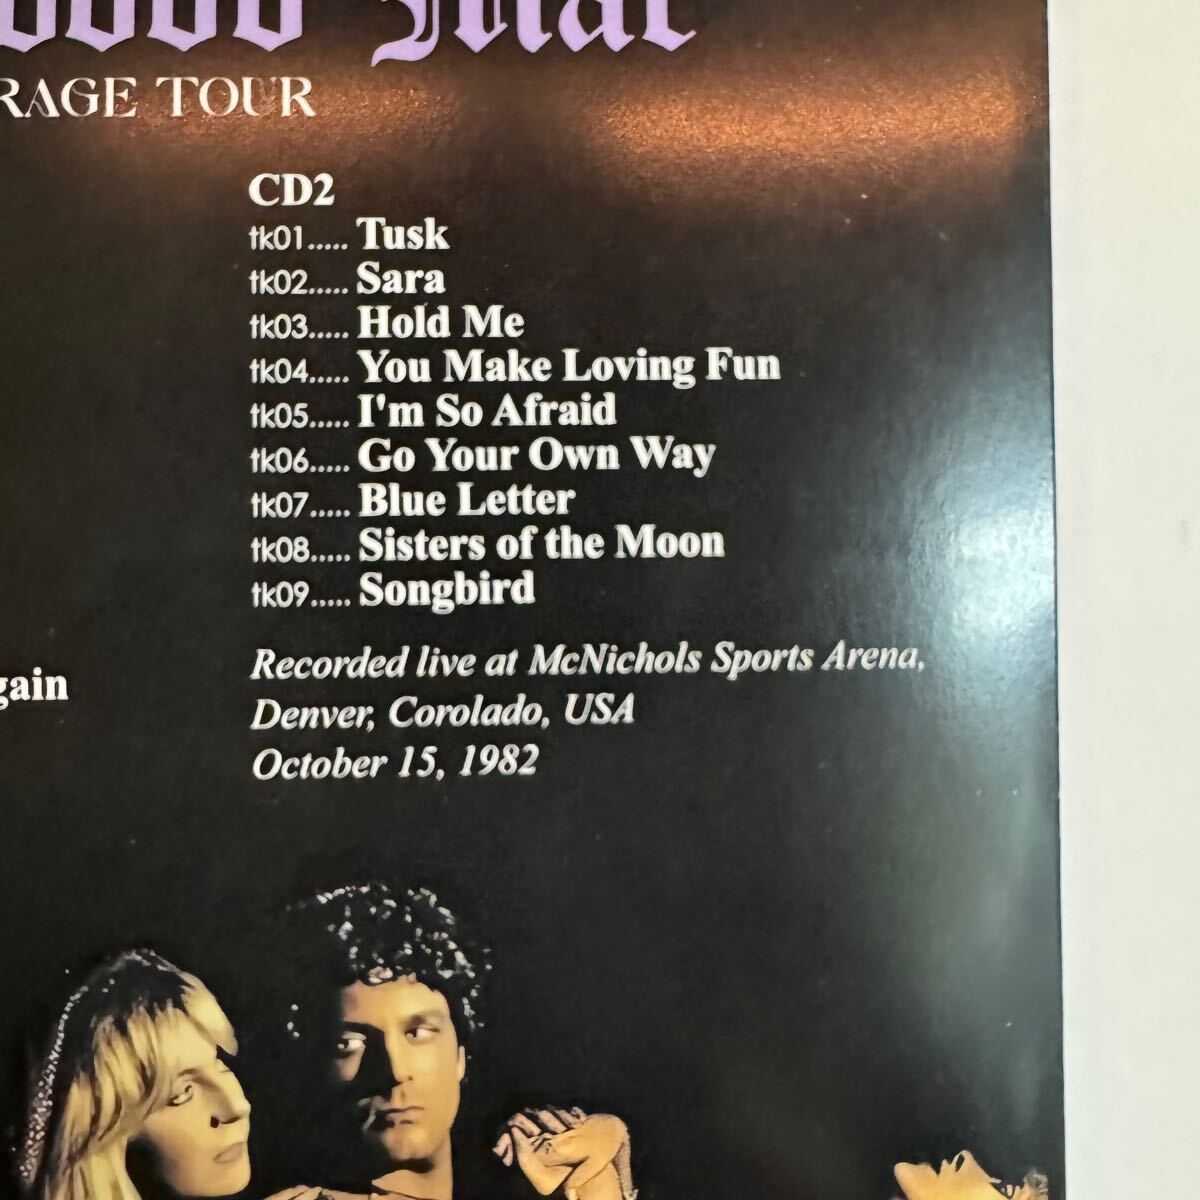 Mac
RAGE TOUR
CD2
tk01..... Tusk
tk02..... Sara
tk03..... Hold Me
tk04..... You Make Loving Fun
tk05..... I'm So Afraid
tk06..... Go Your Own Way
tk07..... Blue Letter
tk08..... Sisters of the Moon
tk09..... Songbird
gain
Recorded live at McNichols Sports Arena,
Denver, Corolado, USA
October 15, 1982